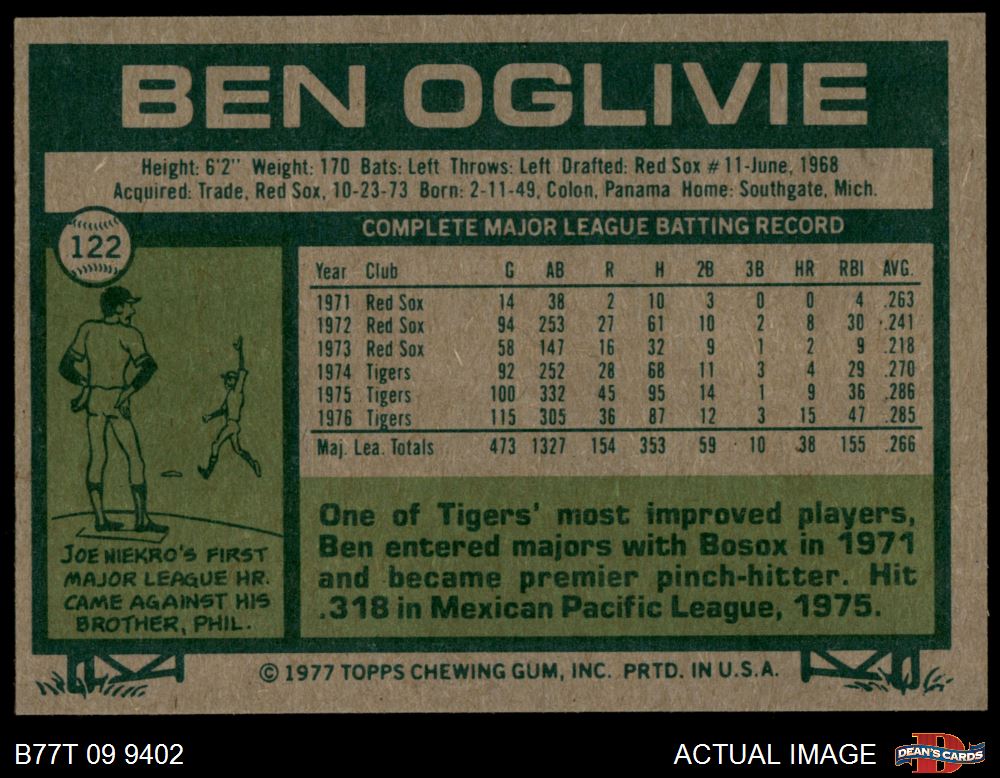 BEN OGLIVIE
Height: 6'2" Weight: 170 Bats: Left Throws: Left Drafted: Red Sox #11-June, 1968
Acquired: Trade, Red Sox, 10-23-73 Born: 2-11-49, Colon, Panama Home: Southgate, Mich.
122
COMPLETE MAJOR LEAGUE BATTING RECORD
Year Club G AB R H 2B 3B HR RBI AVG.
1971 Red Sox 14 38 2 10 3 0 0 4 .263
1972 Red Sox 94 253 27 61 10 2 8 30 .241
1973 Red Sox 58 147 16 32 9 1 2 9 .218
1974 Tigers 92 252 28 68 11 3 4 29 .270
1975 Tigers 100 332 45 95 14 1 9 36 .286
1976 Tigers 115 305 36 87 12 3 15 47 .285
Maj. Lea. Totals 473 1327 154 353 59 10 38 155 .266
JOE NIEKRO'S FIRST
MAJOR LEAGUE HR.
CAME AGAINST HIS
BROTHER, PHIL.
One of Tigers' most improved players,
Ben entered majors with Bosox in 1971
and became premier pinch-hitter. Hit
.318 in Mexican Pacific League, 1975.
© 1977 TOPPS CHEWING GUM, INC. PRTD. IN U.S.A.
B77T 09 9402
ACTUAL IMAGE
DEAN'S CARDS